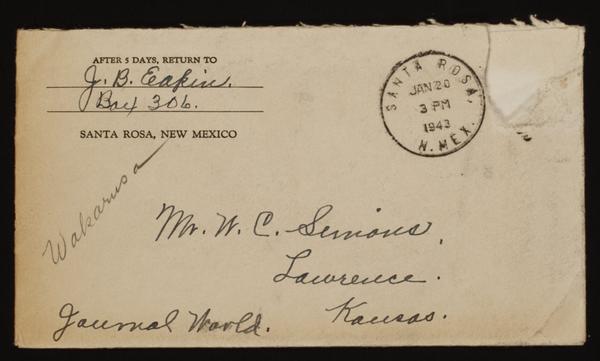 AFTER 5 DAYS, RETURN TO
J. B. Eakin.
Box 306.
SANTA ROSA, NEW MEXICO
SANTA ROSA,
JAN 20
3 PM
1943
N. MEX.
Wakarusa
Mr. W. C. Simons,
Lawrence.
Kansas.
Journal World.